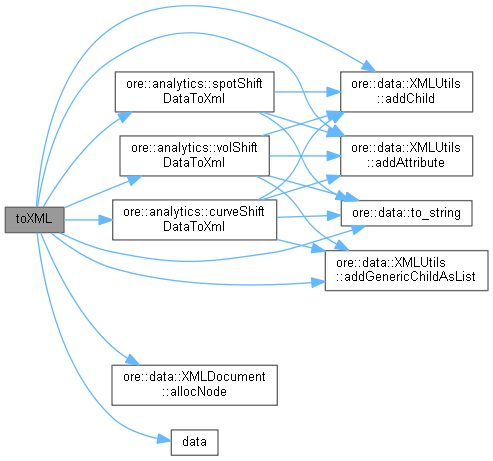 toXML
ore::analytics::spotShift
DataToXml
ore::analytics::volShift
DataToXml
ore::analytics::curveShift
DataToXml
ore::data::XMLDocument
::allocNode
data
ore::data::XMLUtils
::addChild
ore::data::XMLUtils
::addAttribute
ore::data::to_string
ore::data::XMLUtils
::addGenericChildAsList